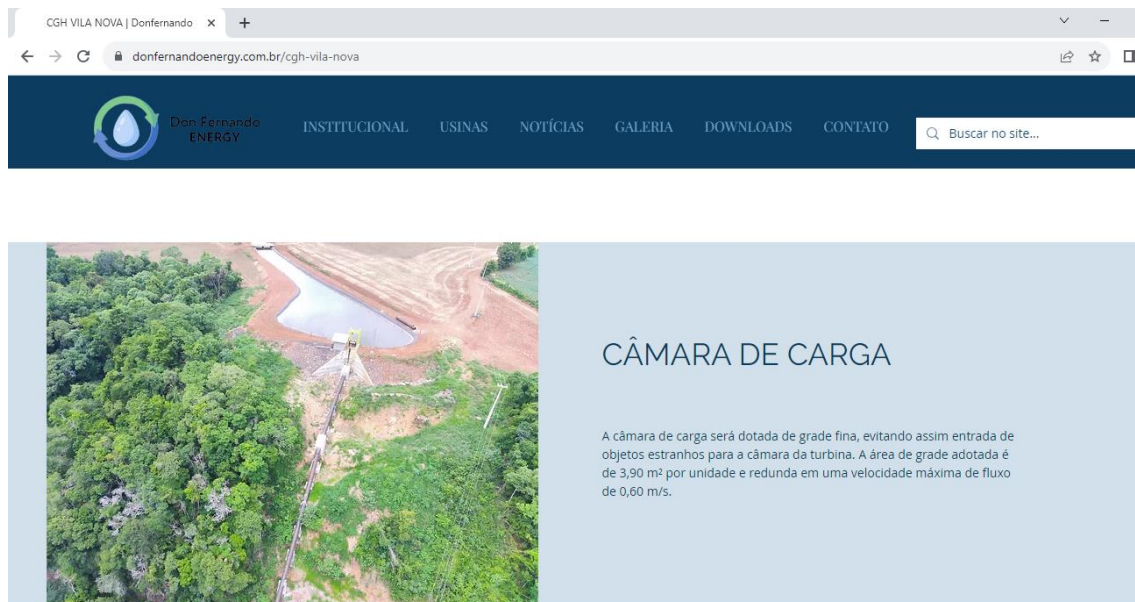 CGH VILA NOVA | Donfernando
donfernandoenergy.com.br/cgh-vila-nova
Don Fernando
ENERGY
INSTITUCIONAL USINAS NOTÍCIAS GALERIA DOWNLOADS CONTATO
Buscar no site...
CÂMARA DE CARGA
A câmara de carga será dotada de grade fina, evitando assim entrada de
objetos estranhos para a câmara da turbina. A área de grade adotada é
de 3,90 m² por unidade e redunda em uma velocidade máxima de fluxo
de 0,60 m/s.